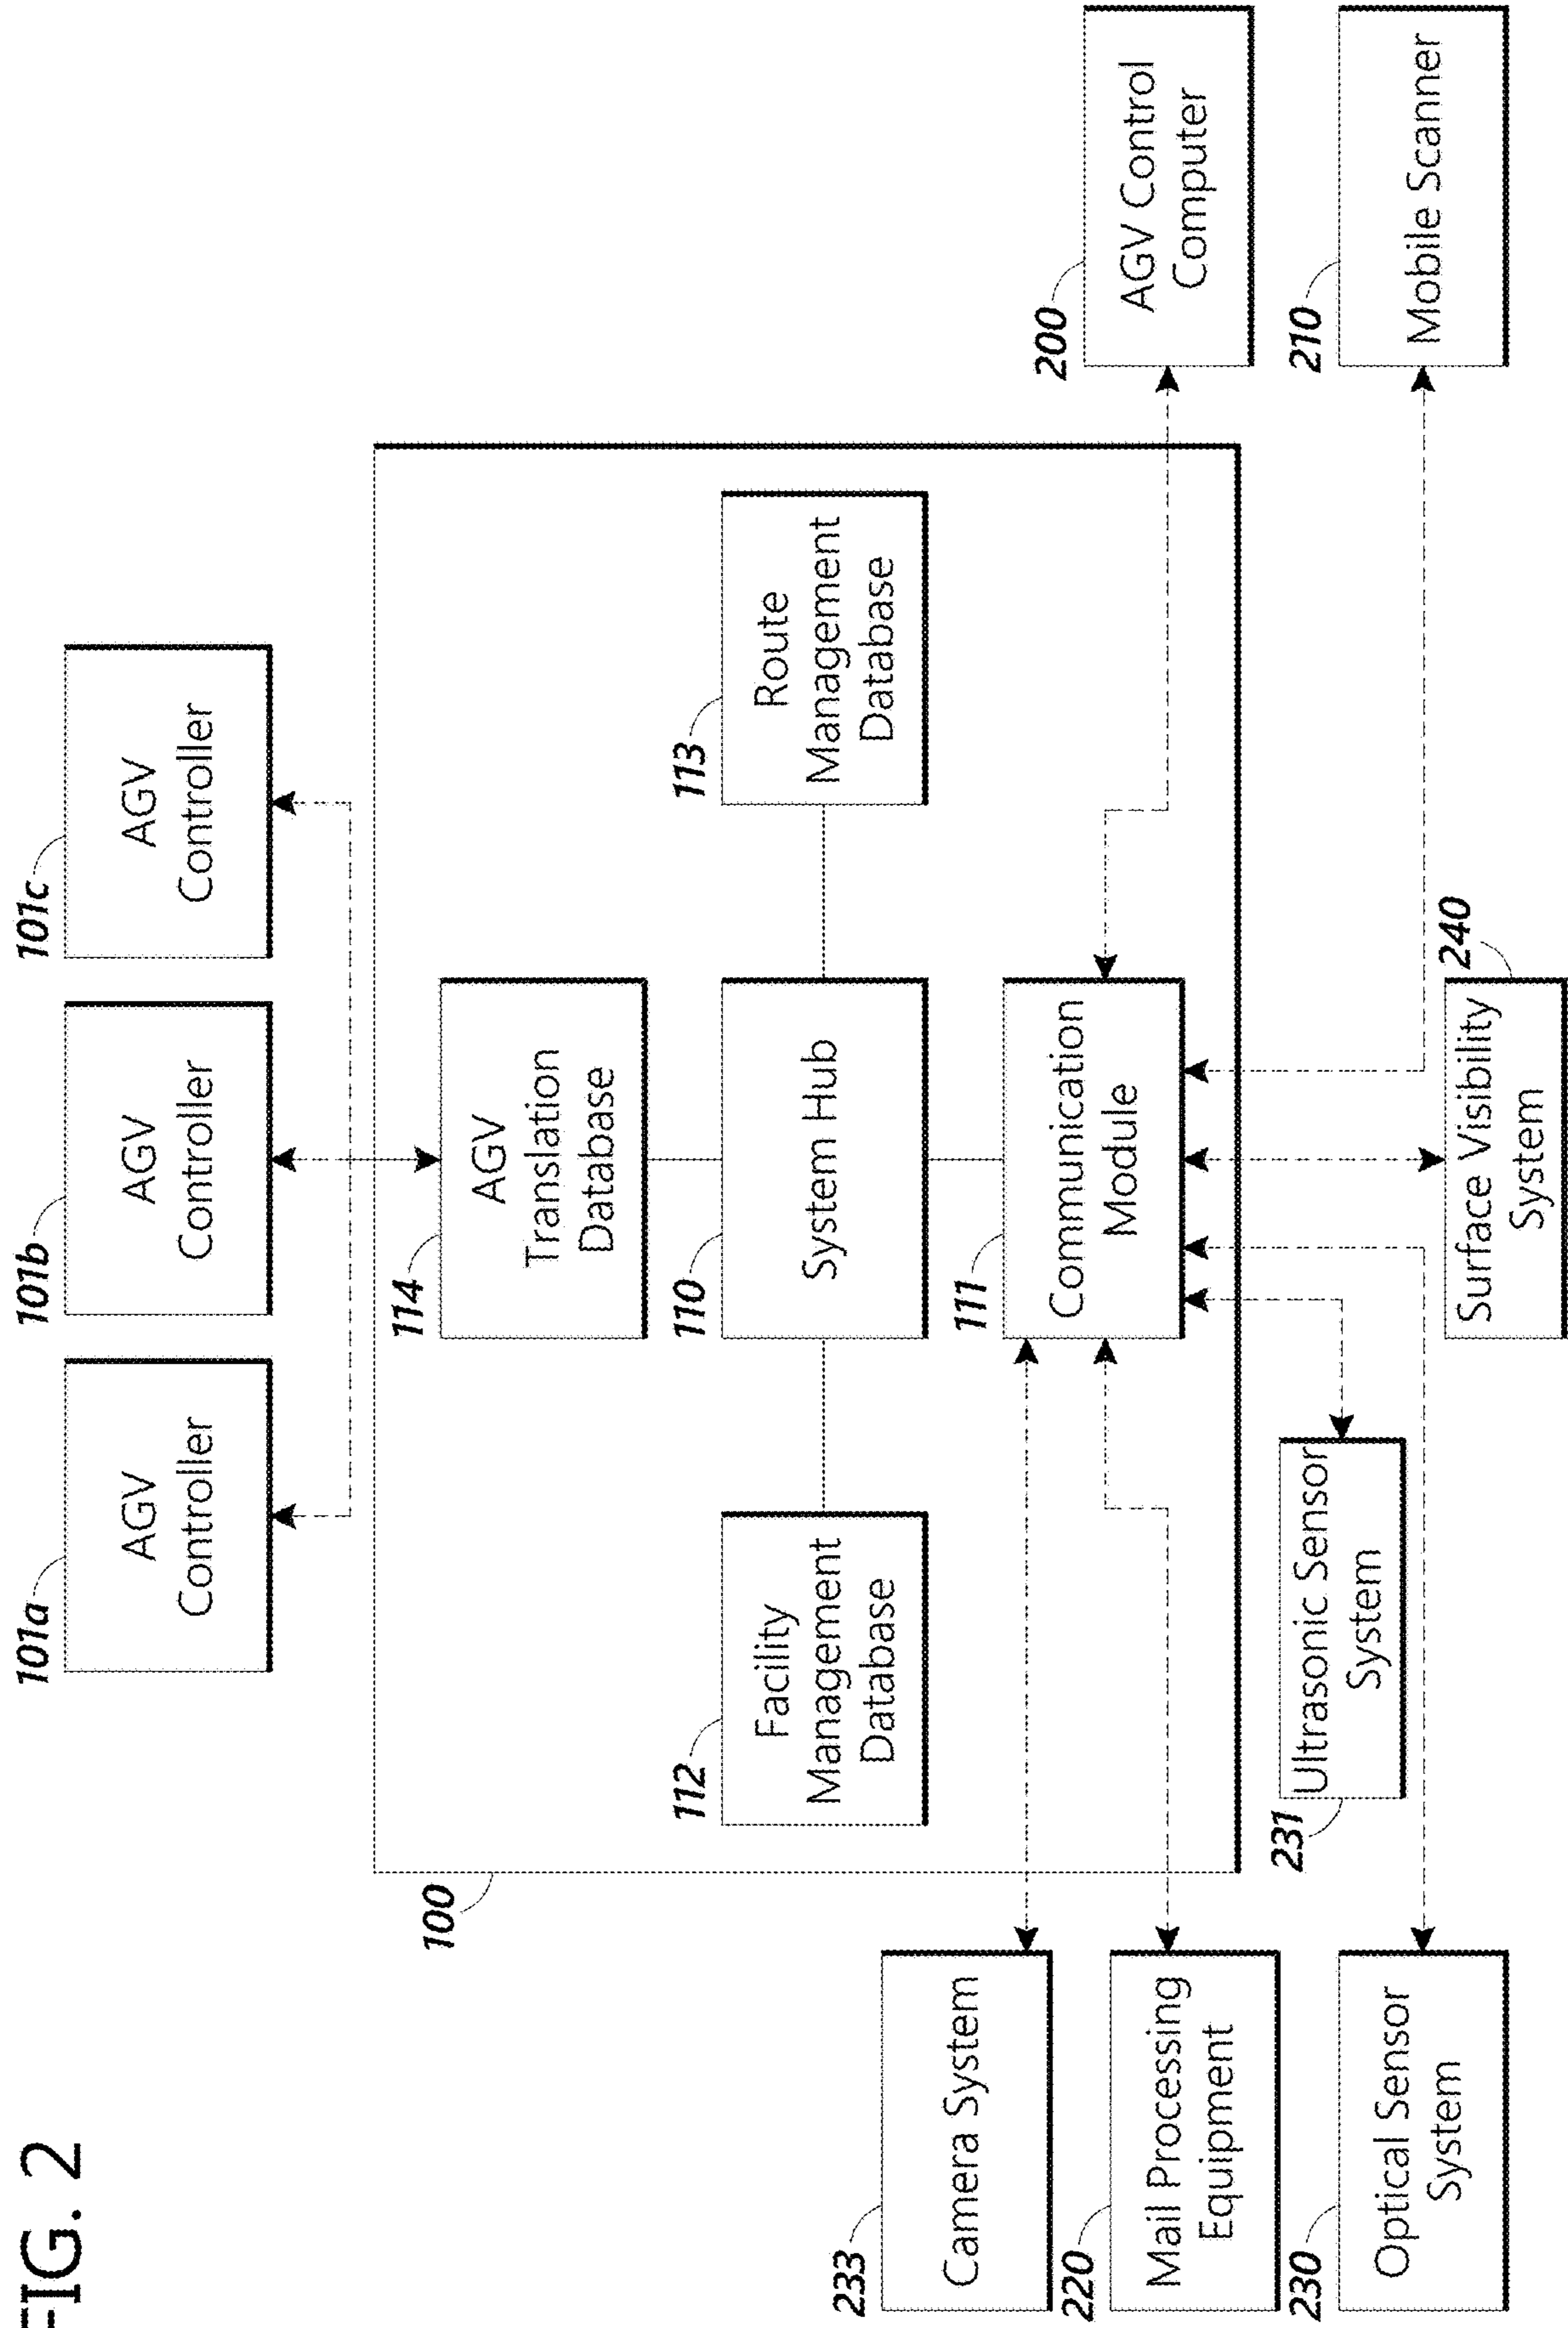 FIG. 2
101a
AGV
Controller
101b
AGV
Controller
101c
AGV
Controller
100
114
AGV
Translation
Database
112
Facility
Management
Database
110
System Hub
113
Route
Management
Database
233
Camera System
111
Communication
Module
200
AGV Control
Computer
220
Mail Processing
Equipment
231
Ultrasonic Sensor
System
210
Mobile Scanner
230
Optical Sensor
System
240
Surface Visibility
System